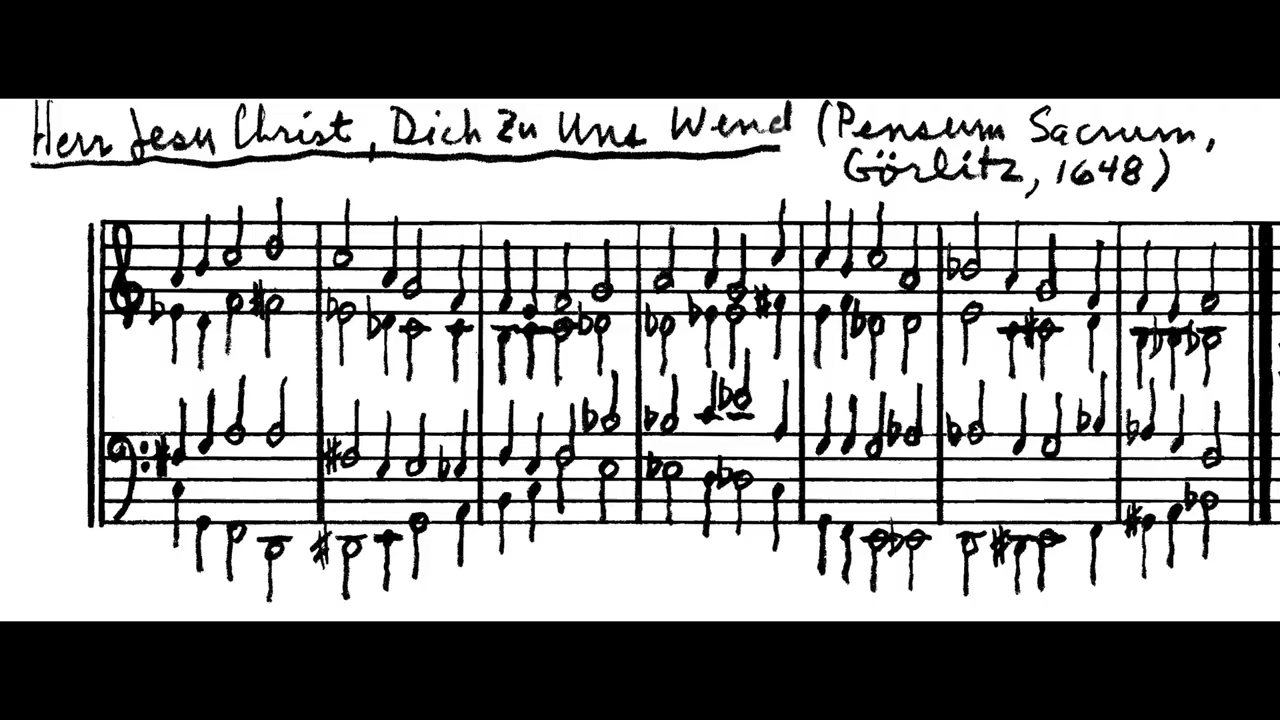 Herr Jesu Christ, Dich Zu Uns Wend (Pensum Sacrum,
Görlitz, 1648)